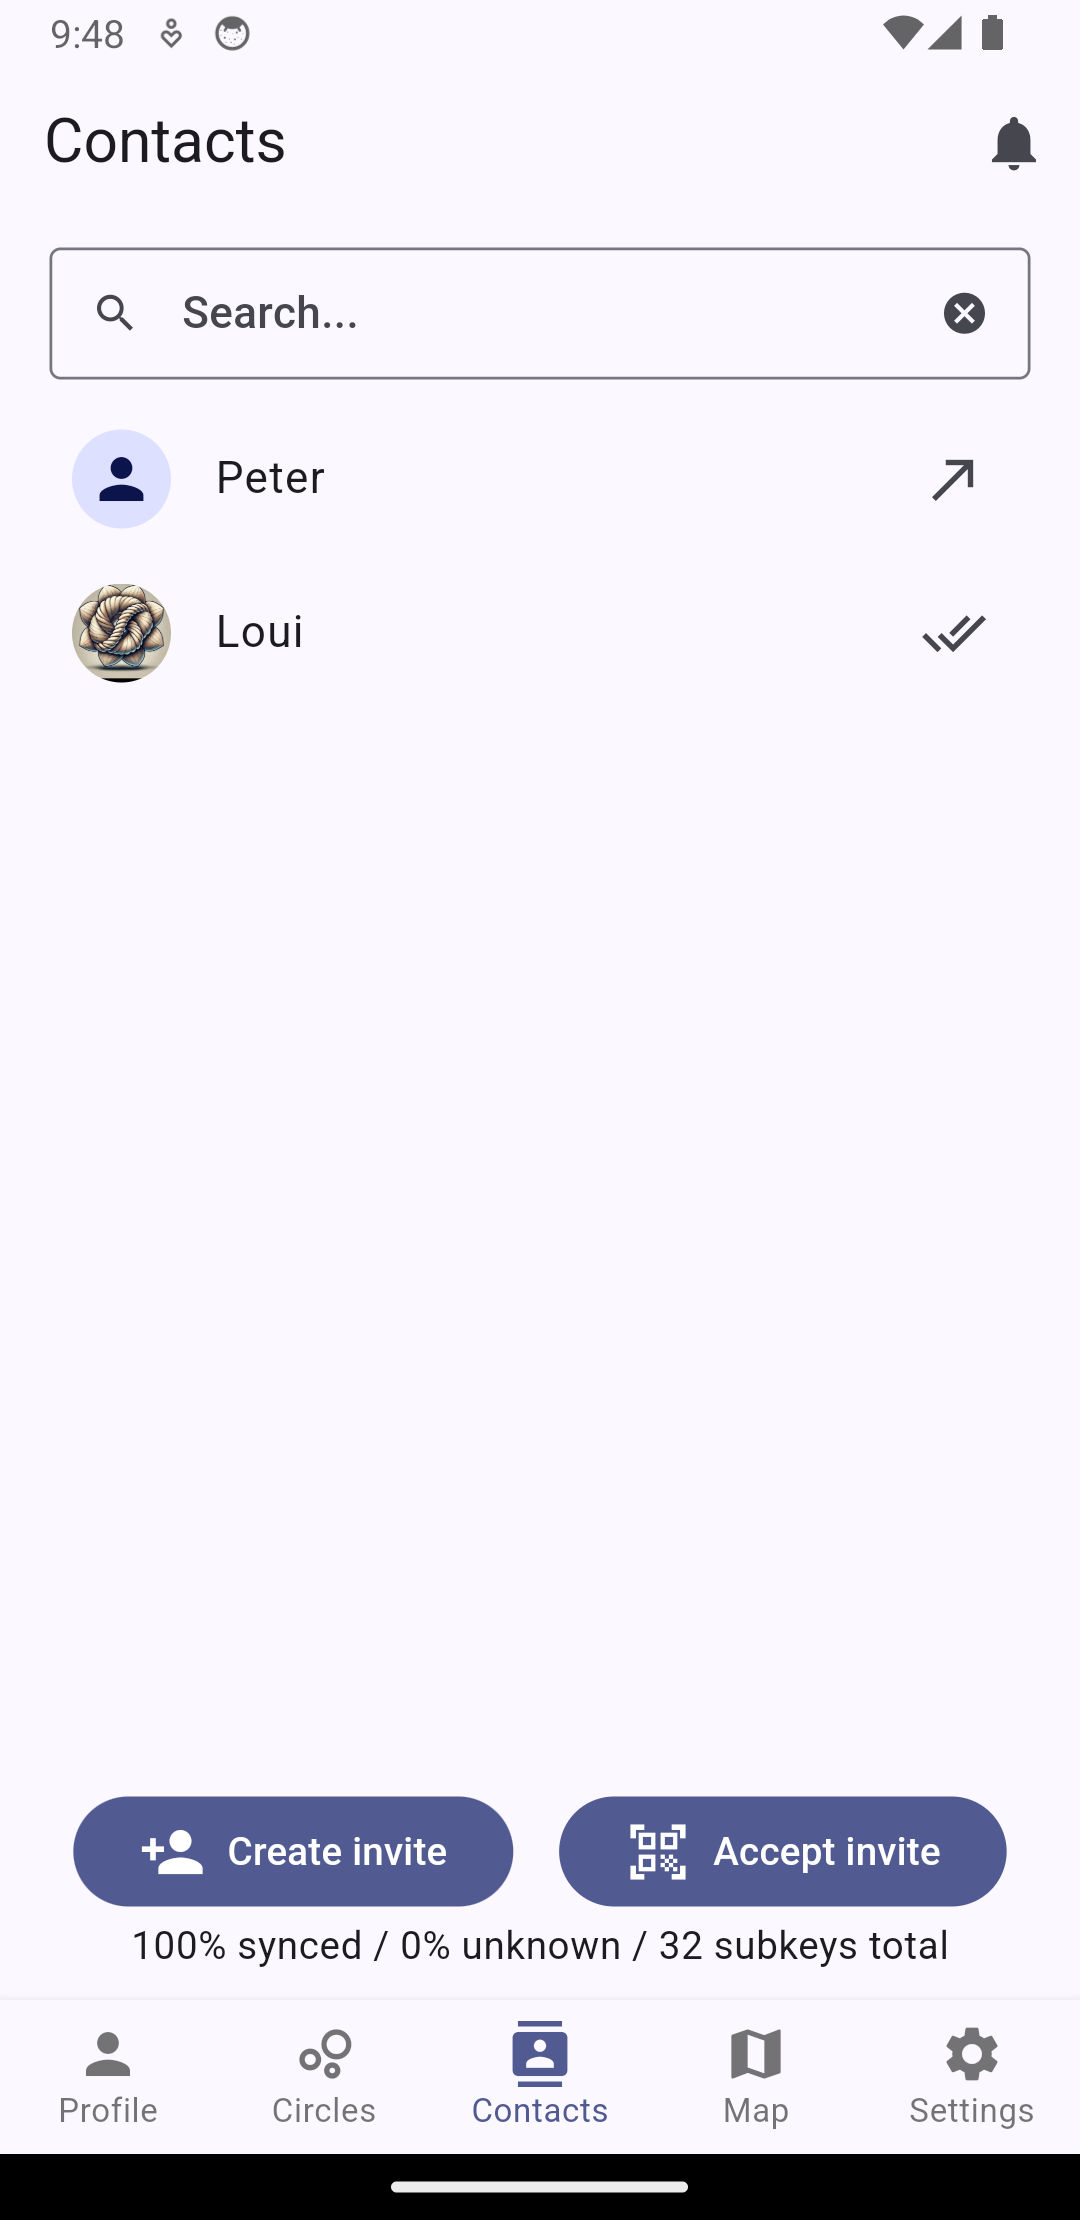 9:48
Contacts
Search...
Peter
Loui
Create invite
Accept invite
100% synced / 0% unknown / 32 subkeys total
Profile
Circles
Contacts
Map
Settings